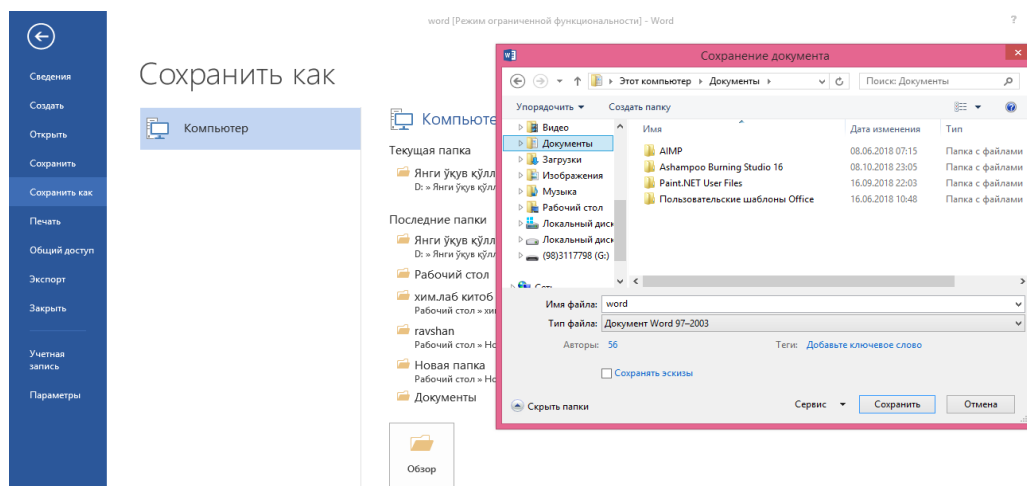 word [Режим ограниченной функциональности] - Word
?
Сведения
Создать
Открыть
Сохранить
Сохранить как
Печать
Общий доступ
Экспорт
Закрыть
Учетная
запись
Параметры
Сохранить как
Компьютер
Компьюте
Текущая папка
Янги ўқув қўлл
D: » Янги ўқув қўлл
Последние папки
Янги ўқув қўлл
D: » Янги ўқув қўлл
Рабочий стол
хим.лаб китоб
Рабочий стол » хи
ravshan
Рабочий стол » Но
Новая папка
Рабочий стол » Но
Документы
Обзор
Сохранение документа
Этот компьютер Документы
Поиск: Документы
Упорядочить Создать папку
Видео
Документы
Загрузки
Изображения
Музыка
Рабочий стол
Локальный диск
Локальный диск
(98)3117798 (G:)
Сеть
Имя Дата изменения Тип
AIMP 08.06.2018 07:15 Папка с файлами
Ashampoo Burning Studio 16 08.10.2018 23:05 Папка с файлами
Paint.NET User Files 16.09.2018 22:03 Папка с файлами
Пользовательские шаблоны Office 16.06.2018 10:48 Папка с файлами
Имя файла: word
Тип файла: Документ Word 97–2003
Авторы: 56 Теги: Добавьте ключевое слово
Сохранять эскизы
Скрыть папки Сервис Сохранить Отмена